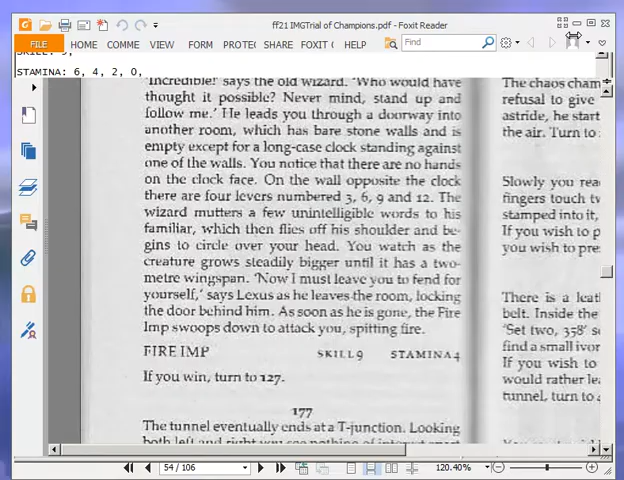 ff21 IMGTrial of Champions.pdf - Foxit Reader
FILE HOME COMME VIEW FORM PROTE SHARE FOXIT C HELP Find
SKILL: 9,
STAMINA: 6, 4, 2, 0,
Incredible!' says the old wizard. 'Who would have
thought it possible? Never mind, stand up and
follow me.' He leads you through a doorway into
another room, which has bare stone walls and is
empty except for a long-case clock standing against
one of the walls. You notice that there are no hands
on the clock face. On the wall opposite the clock
there are four levers numbered 3, 6, 9 and 12. The
wizard mutters a few unintelligible words to his
familiar, which then flies off his shoulder and be-
gins to circle over your head. You watch as the
creature grows steadily bigger until it has a two-
metre wingspan. 'Now I must leave you to fend for
yourself,' says Lexus as he leaves the room, locking
the door behind him. As soon as he is gone, the Fire
Imp swoops down to attack you, spitting fire.
FIRE IMP SKILL 9 STAMINA 4
If you win, turn to 127.
177
The tunnel eventually ends at a T-junction. Looking
both left and right you see nothing of interest apart
The chaos cham
refusal to give
astride, he start
the air. Turn to
Slowly you rea
fingers touch
stamped into it,
If you wish to p
you wish to pre
There is a leat
belt. Inside the
'Set two, 358'
find a small ivor
If you wish to
would rather
tunnel, turn to
54 / 106 120.40%